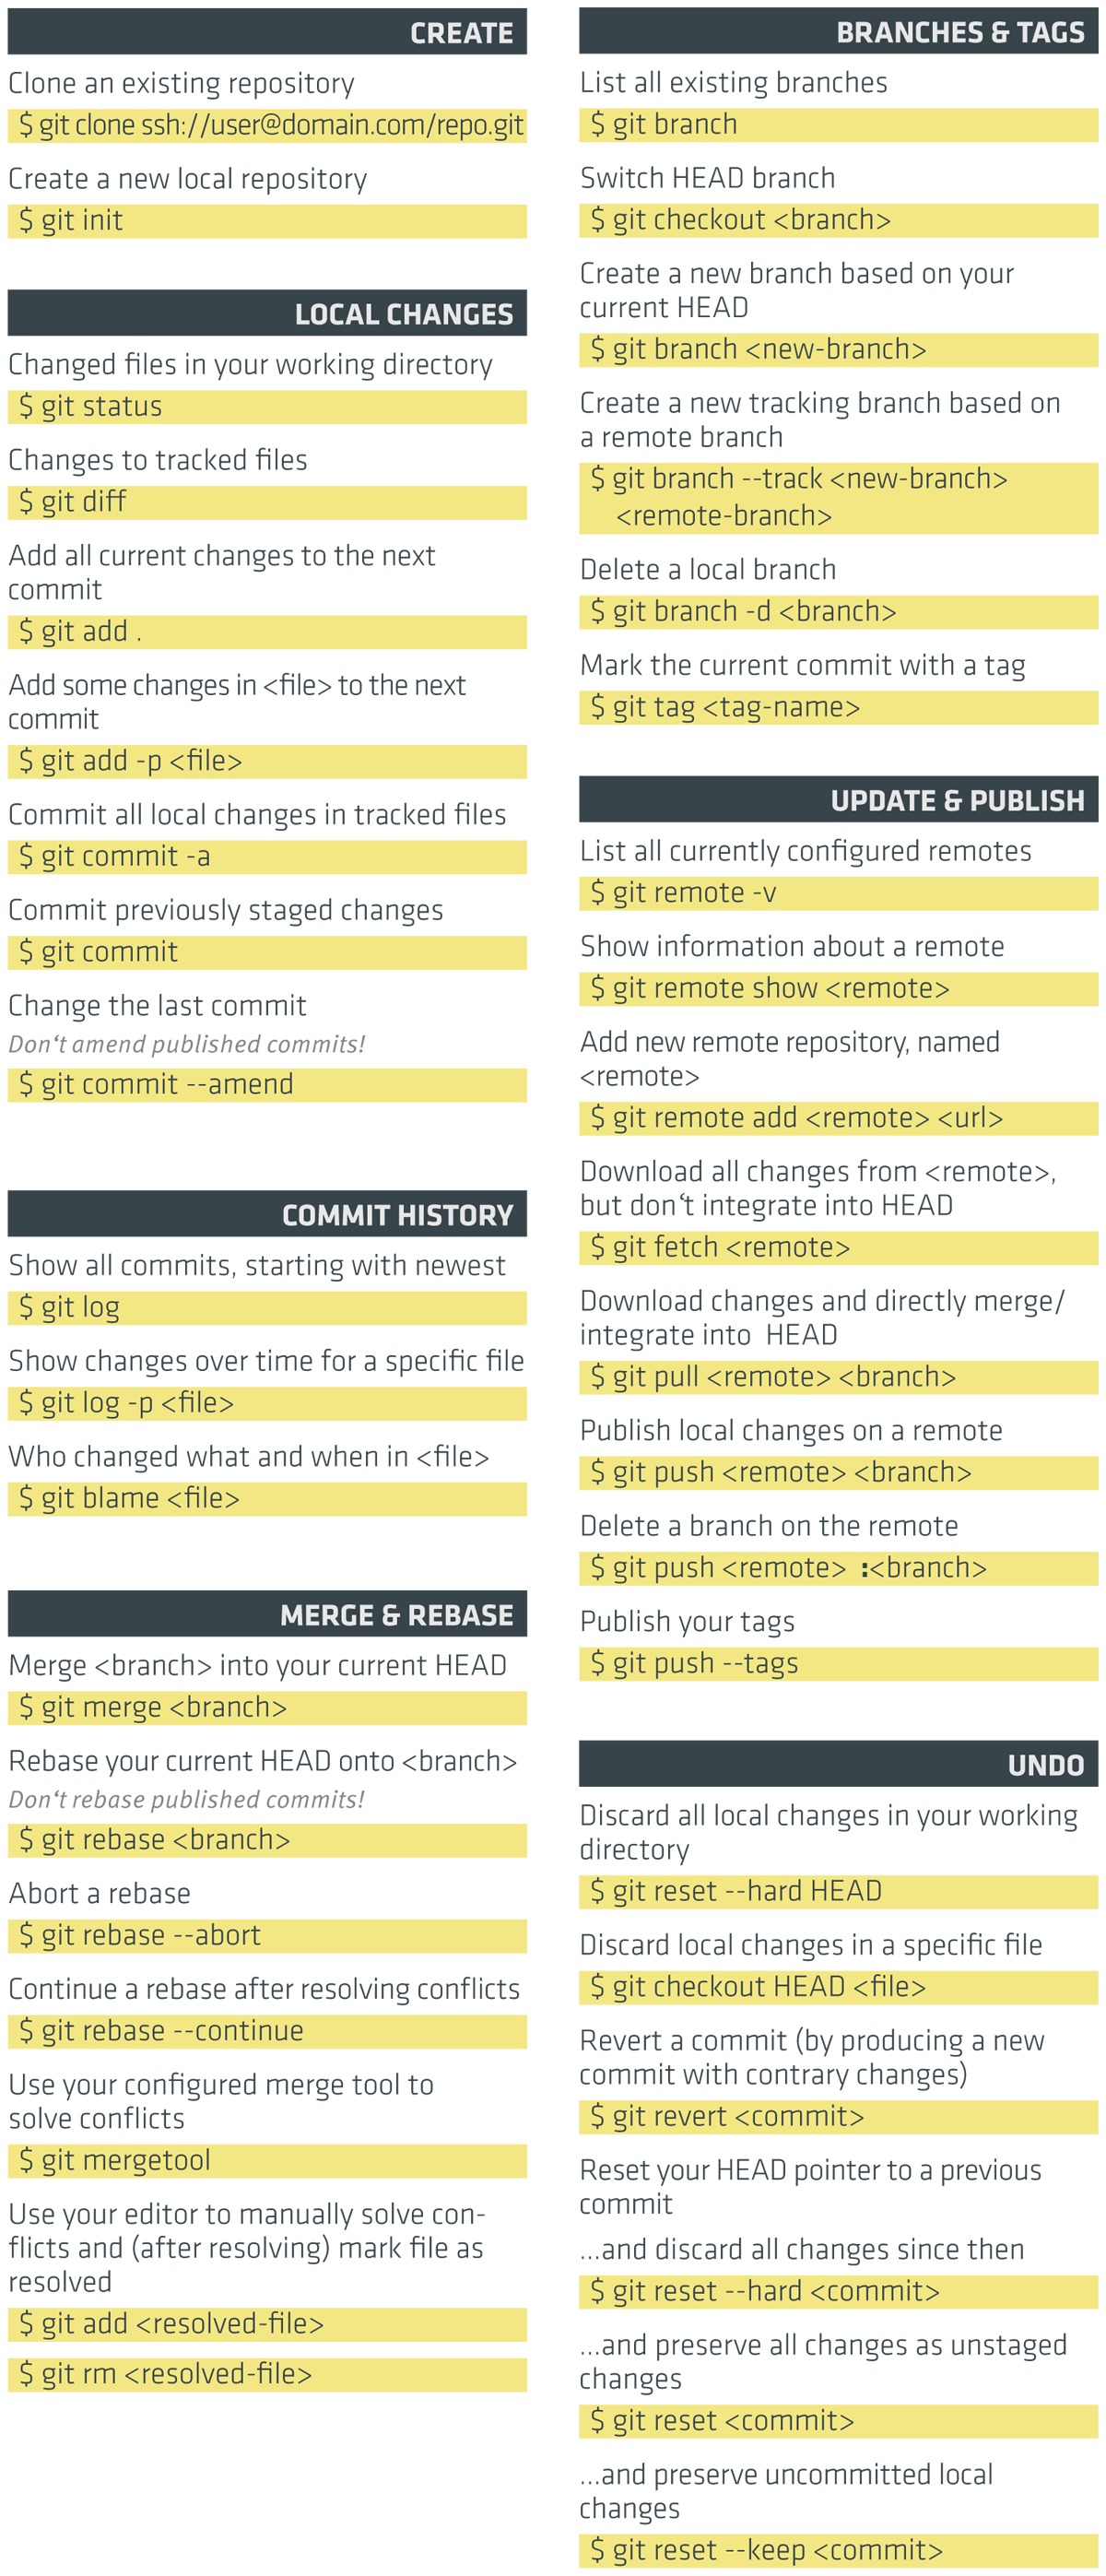 CREATE
Clone an existing repository
$ git clone ssh://user@domain.com/repo.git
Create a new local repository
$ git init
LOCAL CHANGES
Changed files in your working directory
$ git status
Changes to tracked files
$ git diff
Add all current changes to the next
commit
$ git add .
Add some changes in <file> to the next
commit
$ git add -p <file>
Commit all local changes in tracked files
$ git commit -a
Commit previously staged changes
$ git commit
Change the last commit
Don‘t amend published commits!
$ git commit --amend
COMMIT HISTORY
Show all commits, starting with newest
$ git log
Show changes over time for a specific file
$ git log -p <file>
Who changed what and when in <file>
$ git blame <file>
MERGE & REBASE
Merge <branch> into your current HEAD
$ git merge <branch>
Rebase your current HEAD onto <branch>
Don‘t rebase published commits!
$ git rebase <branch>
Abort a rebase
$ git rebase --abort
Continue a rebase after resolving conflicts
$ git rebase --continue
Use your configured merge tool to
solve conflicts
$ git mergetool
Use your editor to manually solve con-
flicts and (after resolving) mark file as
resolved
$ git add <resolved-file>
$ git rm <resolved-file>
BRANCHES & TAGS
List all existing branches
$ git branch
Switch HEAD branch
$ git checkout <branch>
Create a new branch based on your
current HEAD
$ git branch <new-branch>
Create a new tracking branch based on
a remote branch
$ git branch --track <new-branch>
<remote-branch>
Delete a local branch
$ git branch -d <branch>
Mark the current commit with a tag
$ git tag <tag-name>
UPDATE & PUBLISH
List all currently configured remotes
$ git remote -v
Show information about a remote
$ git remote show <remote>
Add new remote repository, named
<remote>
$ git remote add <remote> <url>
Download all changes from <remote>,
but don‘t integrate into HEAD
$ git fetch <remote>
Download changes and directly merge/
integrate into HEAD
$ git pull <remote> <branch>
Publish local changes on a remote
$ git push <remote> <branch>
Delete a branch on the remote
$ git push <remote> :<branch>
Publish your tags
$ git push --tags
UNDO
Discard all local changes in your working
directory
$ git reset --hard HEAD
Discard local changes in a specific file
$ git checkout HEAD <file>
Revert a commit (by producing a new
commit with contrary changes)
$ git revert <commit>
Reset your HEAD pointer to a previous
commit
...and discard all changes since then
$ git reset --hard <commit>
...and preserve all changes as unstaged
changes
$ git reset <commit>
...and preserve uncommitted local
changes
$ git reset --keep <commit>